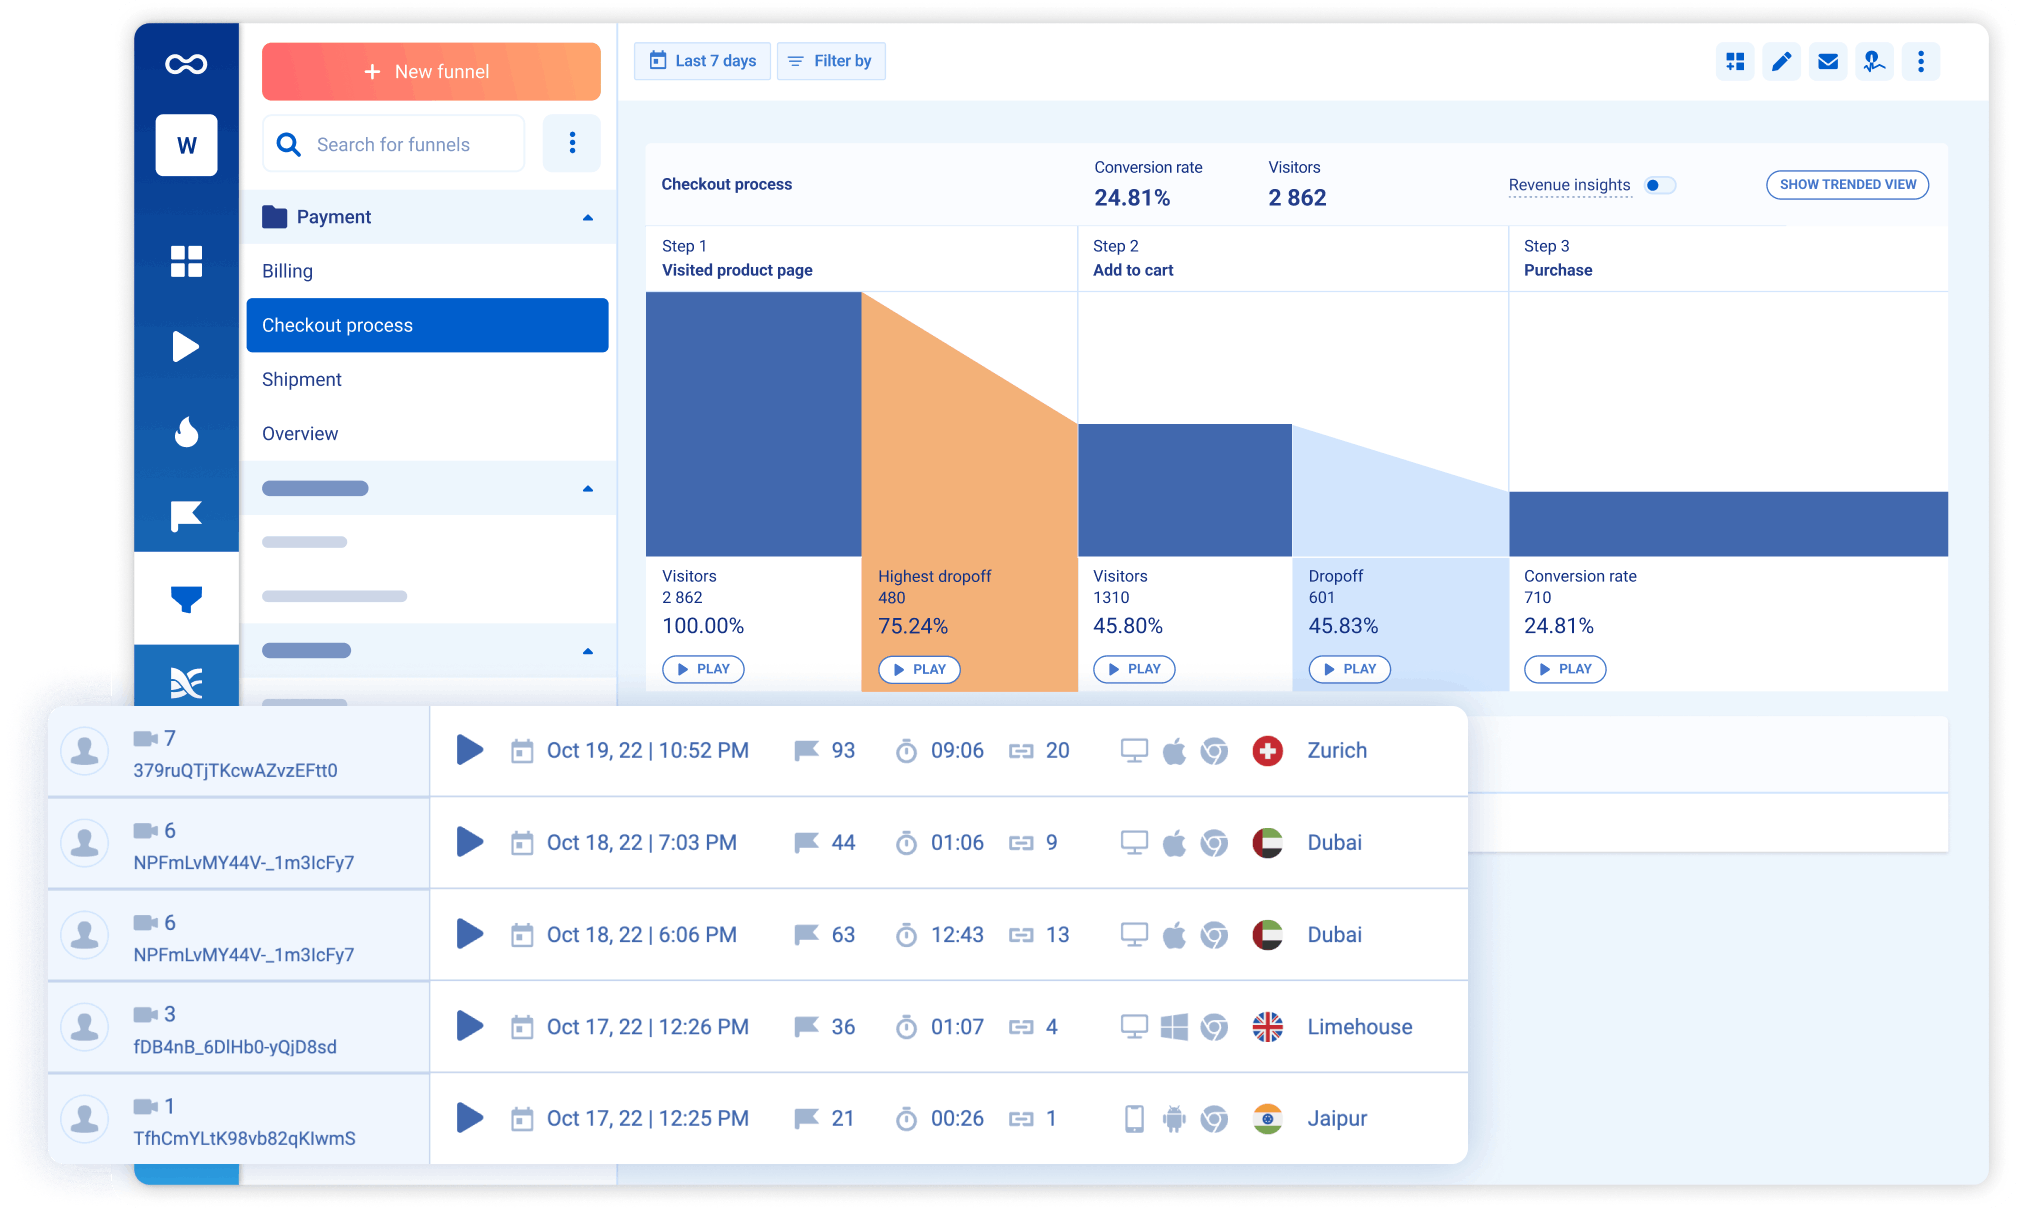 W
+ New funnel
Search for funnels
Payment
Billing
Checkout process
Shipment
Overview
Last 7 days
Filter by
Checkout process
Conversion rate
24.81%
Visitors
2 862
Revenue insights
SHOW TRENDED VIEW
Step 1
Visited product page
Step 2
Add to cart
Step 3
Purchase
Visitors
2 862
100.00%
PLAY
Highest dropoff
480
75.24%
PLAY
Visitors
1310
45.80%
PLAY
Dropoff
601
45.83%
PLAY
Conversion rate
710
24.81%
PLAY
7
379ruQTjTKcwAZvzEFtt0
Oct 19, 22 | 10:52 PM 93 09:06 20 Zurich
6
NPFmLvMY44V-_1m3IcFy7
Oct 18, 22 | 7:03 PM 44 01:06 9 Dubai
6
NPFmLvMY44V-_1m3IcFy7
Oct 18, 22 | 6:06 PM 63 12:43 13 Dubai
3
fDB4nB_6DlHb0-yQjD8sd
Oct 17, 22 | 12:26 PM 36 01:07 4 Limehouse
1
TfhCmYLtK98vb82qKIwmS
Oct 17, 22 | 12:25 PM 21 00:26 1 Jaipur